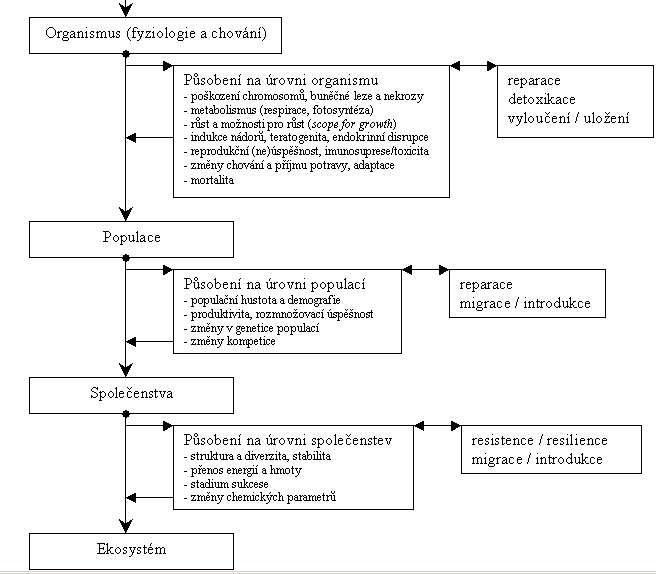 Organismus (fyziologie a chování)
Působení na úrovni organismu
- poškození chromosomů, buněčné leze a nekrozy
- metabolismus (respirace, fotosyntéza)
- růst a možnosti pro růst (scope for growth)
- indukce nádorů, teratogenita, endokrinní disrupce
- reprodukční (ne)úspěšnost, imunosuprese/toxicita
- změny chování a příjmu potravy, adaptace
- mortalita
reparace
detoxikace
vyloučení / uložení
Populace
Působení na úrovni populací
- populační hustota a demografie
- produktivita, rozmnožovací úspěšnost
- změny v genetice populací
- změny kompetice
reparace
migrace / introdukce
Společenstva
Působení na úrovni společenstev
- struktura a diverzita, stabilita
- přenos energií a hmoty
- stadium sukcese
- změny chemických parametrů
resistence / resilience
migrace / introdukce
Ekosystém